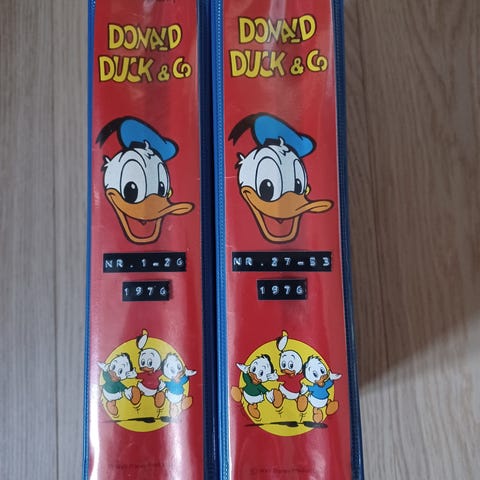 DONALD
DUCK & Co
NR. 1-26
1976
DONALD
DUCK & Co
NR. 27-53
1976